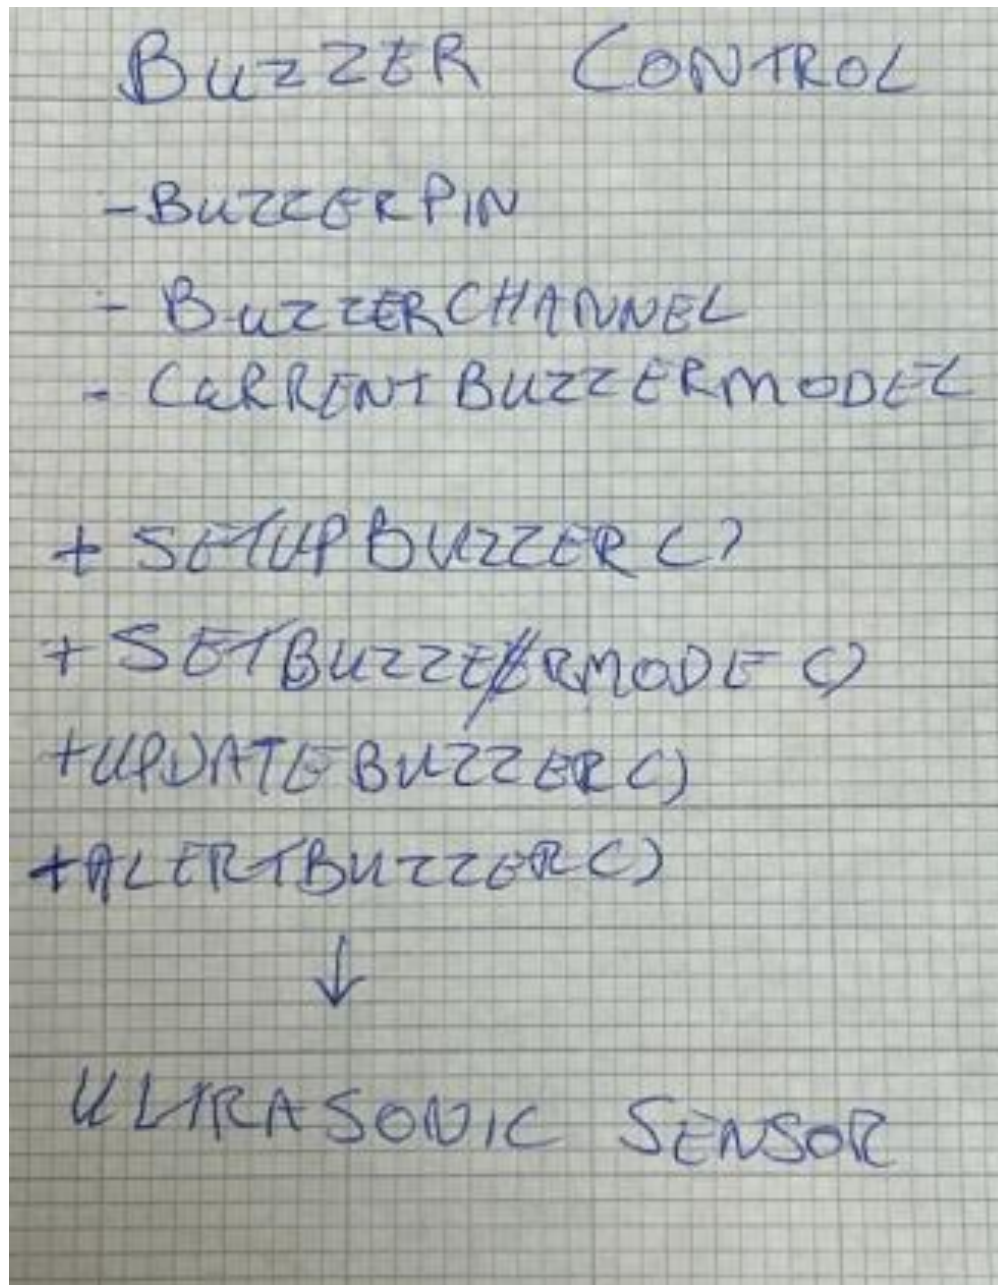 BUZZER CONTROL
- BUZZERPIN
- BUZZERCHANNEL
- CURRENTBUZZERMODEL
+ SETUPBUZZER()
+ SETBUZZERMODE()
+ UPDATEBUZZER()
+ ALERTBUZZER()
↓
ULTRASONIC SENSOR